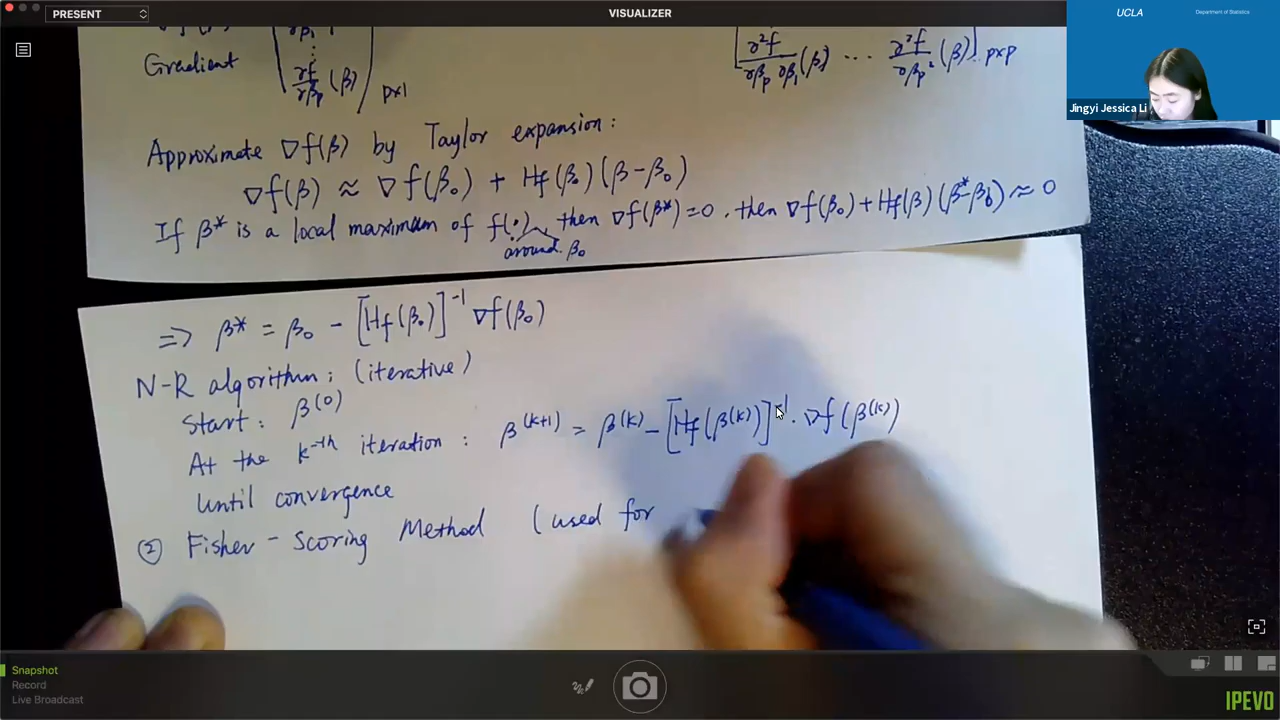 PRESENT
VISUALIZER
UCLA
Department of Statistics
Jingyi Jessica Li
Gradient
∂f/∂βp (β)
p×1
∂²f/∂βp ∂β1 (β) ... ∂²f/∂βp² (β)
p×p
Approximate ∇f(β) by Taylor expansion:
∇f(β) ≈ ∇f(β₀) + Hf(β₀)(β-β₀)
If β* is a local maximum of f(·), then ∇f(β*)=0, then ∇f(β₀)+Hf(β)(β*-β₀)≈0
around β₀
=> β* = β₀ - [Hf(β₀)]⁻¹ ∇f(β₀)
N-R algorithm: (iterative)
Start: β⁽⁰⁾
At the k-th iteration: β^(k+1) = β^(k) - [Hf(β^(k))]⁻¹ · ∇f(β^(k))
Until convergence
② Fisher-Scoring Method (used for
Snapshot
Record
Live Broadcast
IPEVO